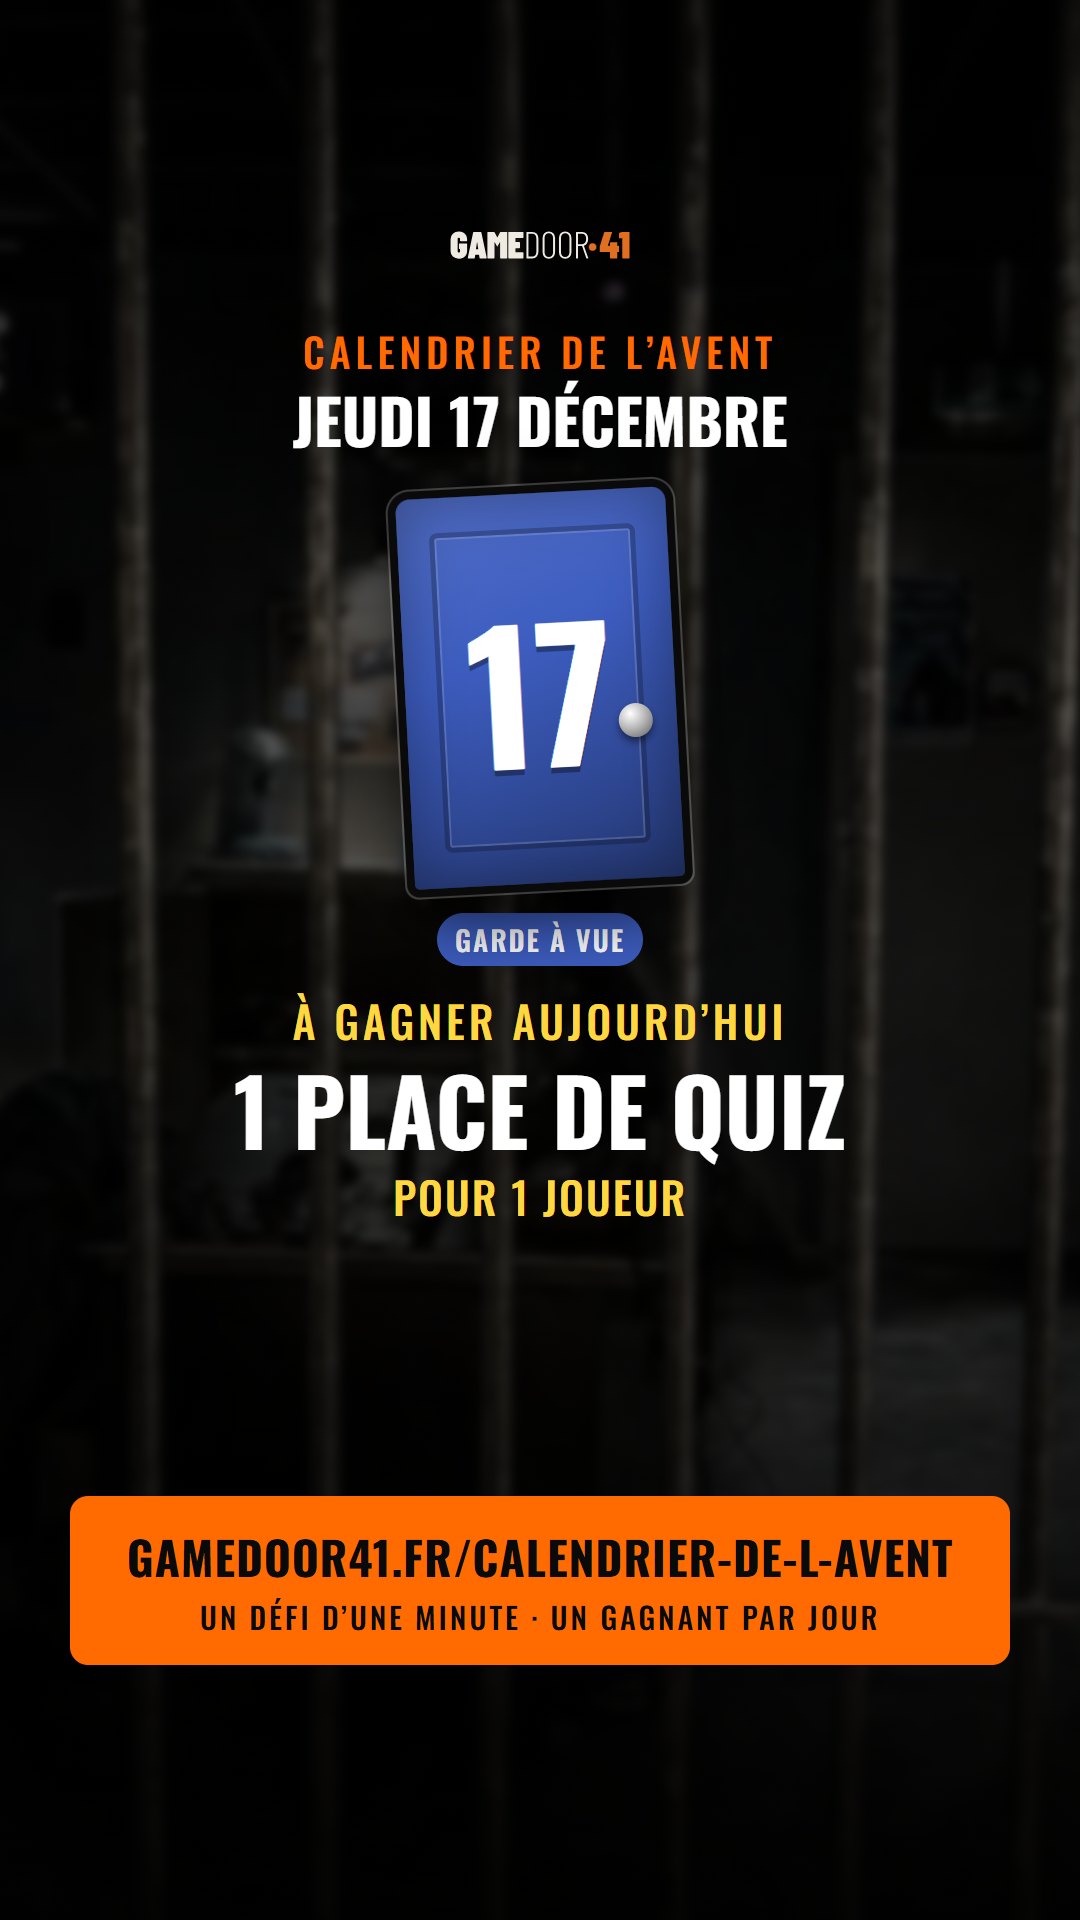 GAMEDOOR·41
CALENDRIER DE L’AVENT
JEUDI 17 DÉCEMBRE
17
GARDE À VUE
À GAGNER AUJOURD’HUI
1 PLACE DE QUIZ
POUR 1 JOUEUR
GAMEDOOR41.FR/CALENDRIER-DE-L-AVENT
UN DÉFI D’UNE MINUTE · UN GAGNANT PAR JOUR